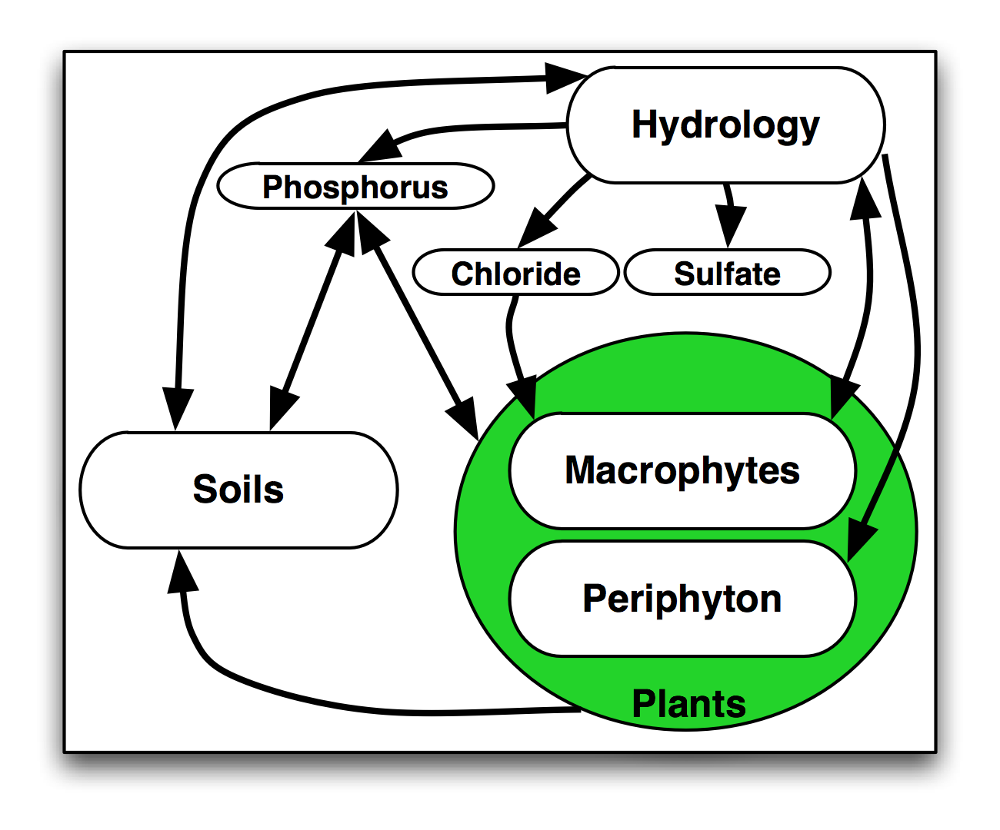 Hydrology
Phosphorus
Chloride
Sulfate
Macrophytes
Soils
Periphyton
Plants